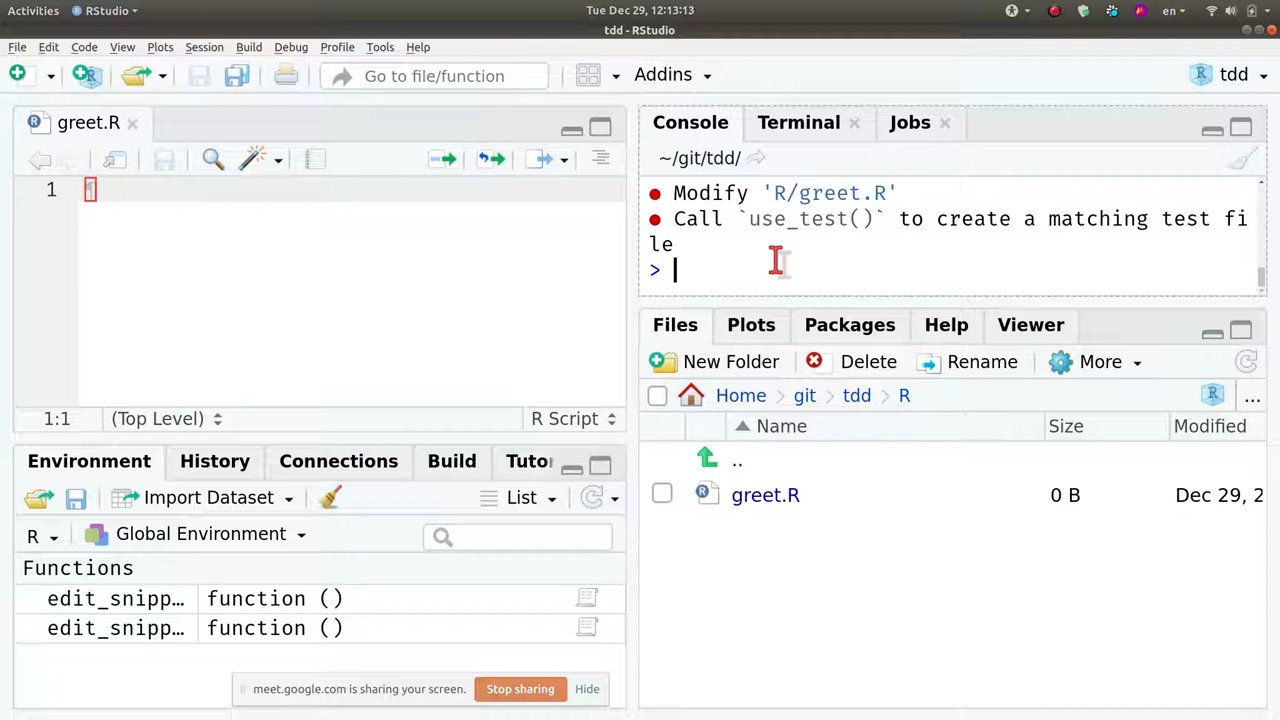 Activities RStudio Tue Dec 29, 12:13:13 en
tdd - RStudio
File Edit Code View Plots Session Build Debug Profile Tools Help
Go to file/function Addins tdd
greet.R
1
1:1 (Top Level) R Script
Console Terminal Jobs
~/git/tdd/
● Modify 'R/greet.R'
● Call `use_test()` to create a matching test fi
le
>
Environment History Connections Build Tuto
Import Dataset List
R Global Environment
Functions
edit_snipp… function ()
edit_snipp… function ()
Files Plots Packages Help Viewer
New Folder Delete Rename More
Home git tdd R ...
Name Size Modified
..
greet.R 0 B Dec 29, 2
meet.google.com is sharing your screen. Stop sharing Hide